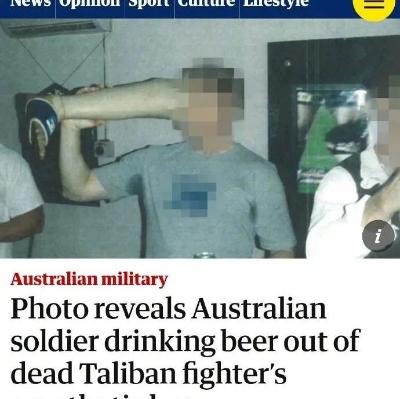 News Opinion Sport Culture Lifestyle
i
Australian military
Photo reveals Australian
soldier drinking beer out of
dead Taliban fighter's